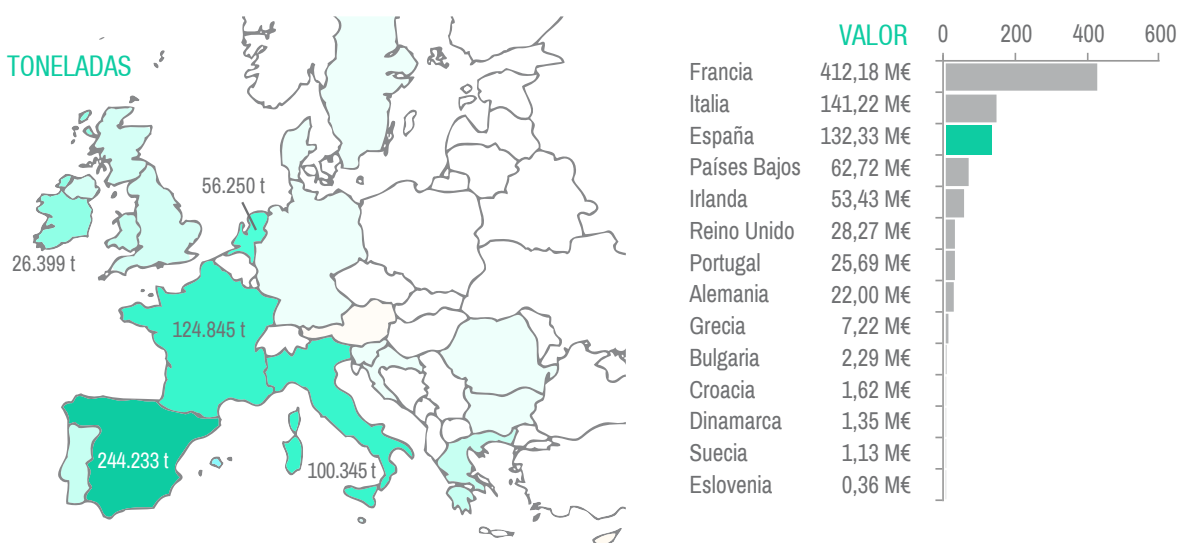 TONELADAS
56.250 t
26.399 t
124.845 t
244.233 t
100.345 t
VALOR 0 200 400 600
Francia 412,18 M€
Italia 141,22 M€
España 132,33 M€
Países Bajos 62,72 M€
Irlanda 53,43 M€
Reino Unido 28,27 M€
Portugal 25,69 M€
Alemania 22,00 M€
Grecia 7,22 M€
Bulgaria 2,29 M€
Croacia 1,62 M€
Dinamarca 1,35 M€
Suecia 1,13 M€
Eslovenia 0,36 M€